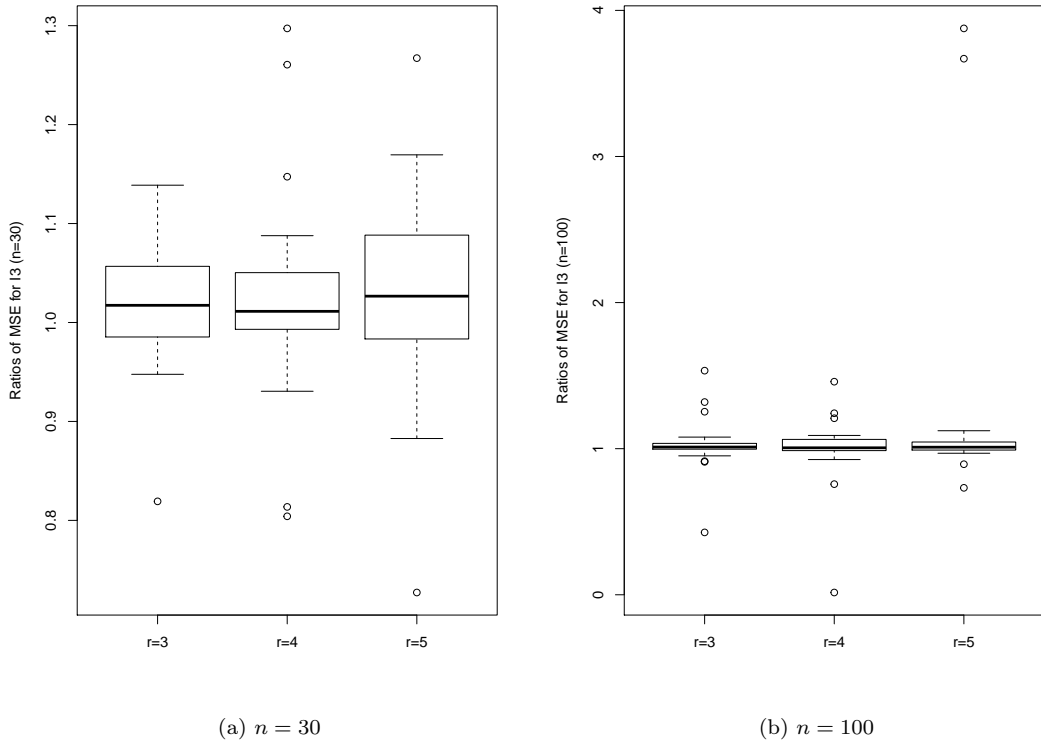 Ratios of MSE for I3 (n=30)
1.3
1.2
1.1
1.0
0.9
0.8
r=3 r=4 r=5
(a) n = 30
Ratios of MSE for I3 (n=100)
4
3
2
1
0
r=3 r=4 r=5
(b) n = 100